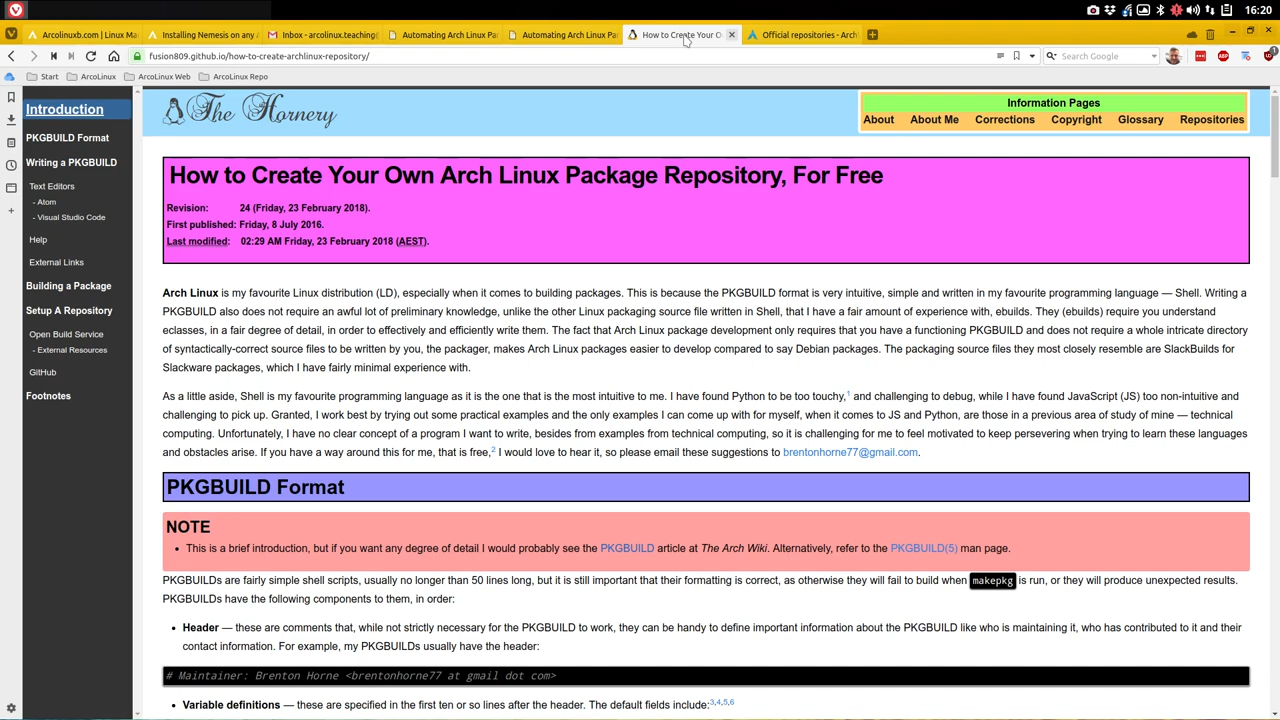 16:20
Arcolinuxb.com | Linux Ma
Installing Nemesis on any A
Inbox - arcolinux.teaching
Automating Arch Linux Par
Automating Arch Linux Pa
How to Create Your O
Official repositories - Arch
fusion809.github.io/how-to-create-archlinux-repository/
Search Google
Start
ArcoLinux
ArcoLinux Web
ArcoLinux Repo
Introduction
PKGBUILD Format
Writing a PKGBUILD
Text Editors
- Atom
- Visual Studio Code
Help
External Links
Building a Package
Setup A Repository
Open Build Service
- External Resources
GitHub
Footnotes
The Hornery
Information Pages
About About Me Corrections Copyright Glossary Repositories
How to Create Your Own Arch Linux Package Repository, For Free
Revision: 24 (Friday, 23 February 2018).
First published: Friday, 8 July 2016.
Last modified: 02:29 AM Friday, 23 February 2018 (AEST).
Arch Linux is my favourite Linux distribution (LD), especially when it comes to building packages. This is because the PKGBUILD format is very intuitive, simple and written in my favourite programming language — Shell. Writing a
PKGBUILD also does not require an awful lot of preliminary knowledge, unlike the other Linux packaging source file written in Shell, that I have a fair amount of experience with, ebuilds. They (ebuilds) require you understand
eclasses, in a fair degree of detail, in order to effectively and efficiently write them. The fact that Arch Linux package development only requires that you have a functioning PKGBUILD and does not require a whole intricate directory
of syntactically-correct source files to be written by you, the packager, makes Arch Linux packages easier to develop compared to say Debian packages. The packaging source files they most closely resemble are SlackBuilds for
Slackware packages, which I have fairly minimal experience with.
As a little aside, Shell is my favourite programming language as it is the one that is the most intuitive to me. I have found Python to be too touchy,1 and challenging to debug, while I have found JavaScript (JS) too non-intuitive and
challenging to pick up. Granted, I work best by trying out some practical examples and the only examples I can come up with for myself, when it comes to JS and Python, are those in a previous area of study of mine — technical
computing. Unfortunately, I have no clear concept of a program I want to write, besides from examples from technical computing, so it is challenging for me to feel motivated to keep persevering when trying to learn these languages
and obstacles arise. If you have a way around this for me, that is free,2 I would love to hear it, so please email these suggestions to brentonhorne77@gmail.com.
PKGBUILD Format
NOTE
• This is a brief introduction, but if you want any degree of detail I would probably see the PKGBUILD article at The Arch Wiki. Alternatively, refer to the PKGBUILD(5) man page.
PKGBUILDs are fairly simple shell scripts, usually no longer than 50 lines long, but it is still important that their formatting is correct, as otherwise they will fail to build when makepkg is run, or they will produce unexpected results.
PKGBUILDs have the following components to them, in order:
• Header — these are comments that, while not strictly necessary for the PKGBUILD to work, they can be handy to define important information about the PKGBUILD like who is maintaining it, who has contributed to it and their
contact information. For example, my PKGBUILDs usually have the header:
# Maintainer: Brenton Horne <brentonhorne77 at gmail dot com>
• Variable definitions — these are specified in the first ten or so lines after the header. The default fields include:3,4,5,6